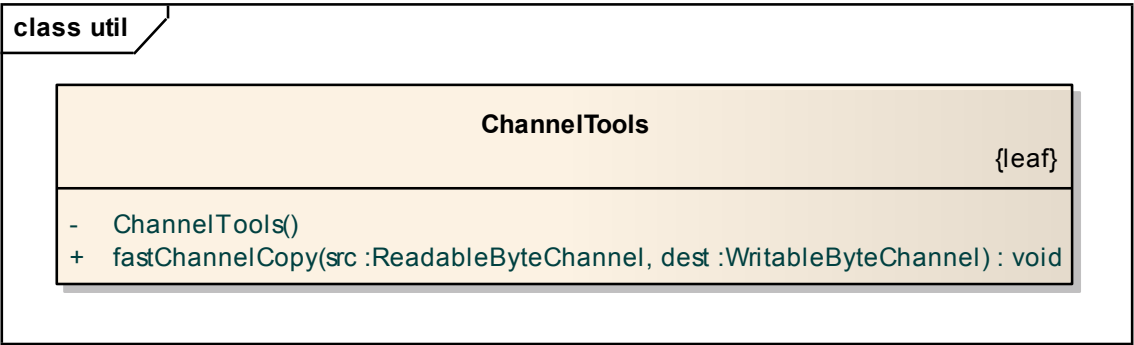 class util
ChannelTools
{leaf}
- ChannelTools()
+ fastChannelCopy(src :ReadableByteChannel, dest :WritableByteChannel) : void